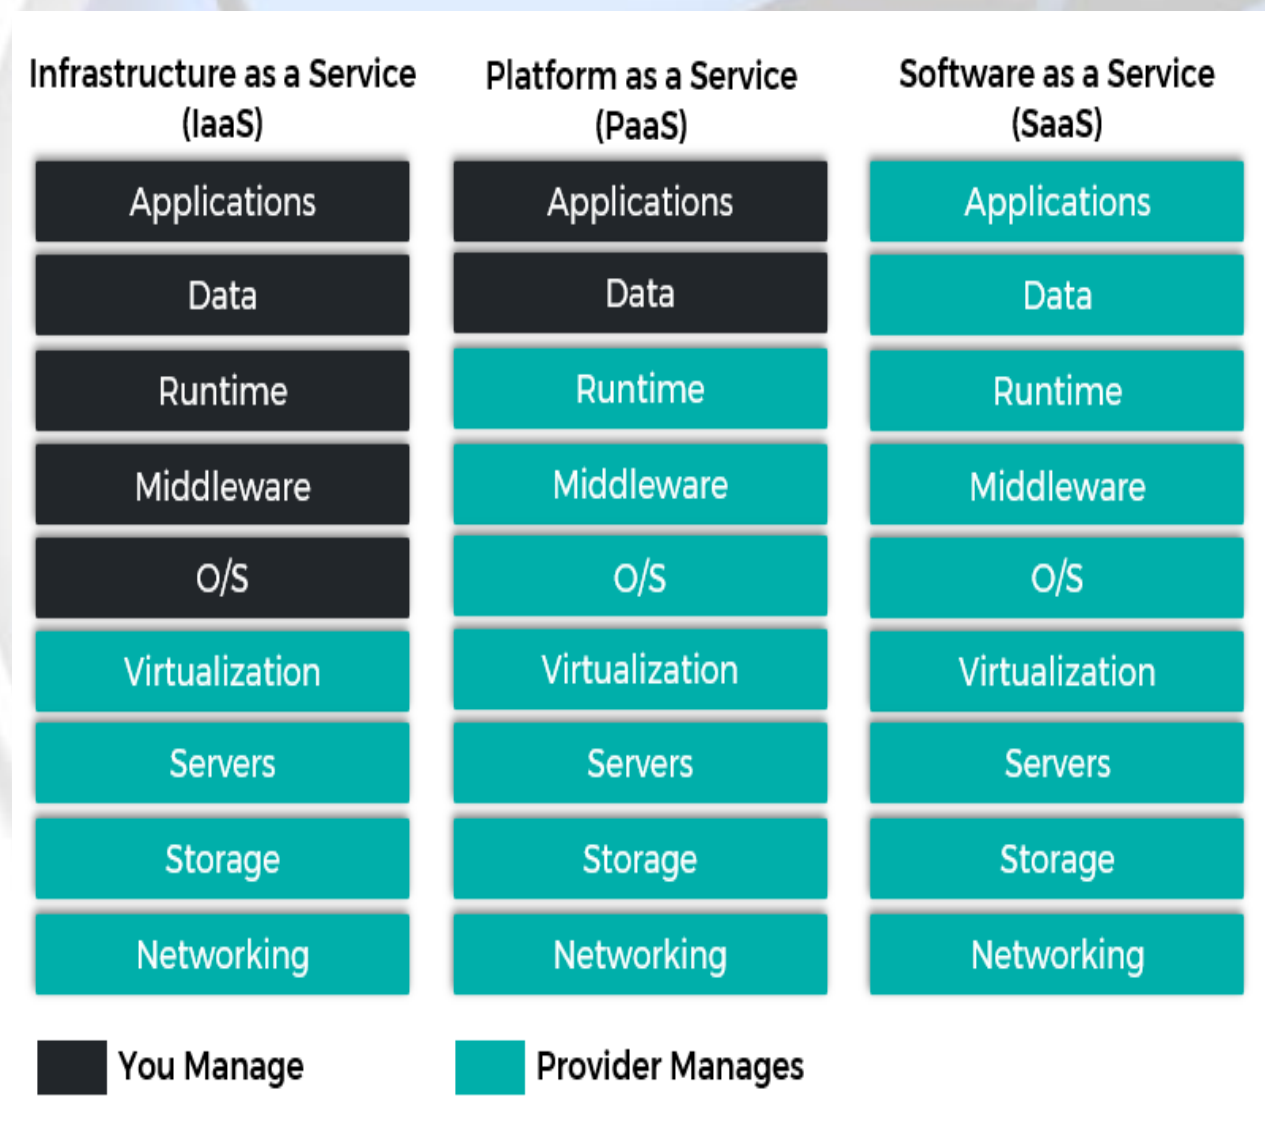 Infrastructure as a Service
(IaaS)
Applications
Data
Runtime
Middleware
O/S
Virtualization
Servers
Storage
Networking
Platform as a Service
(PaaS)
Applications
Data
Runtime
Middleware
O/S
Virtualization
Servers
Storage
Networking
Software as a Service
(SaaS)
Applications
Data
Runtime
Middleware
O/S
Virtualization
Servers
Storage
Networking
You Manage
Provider Manages